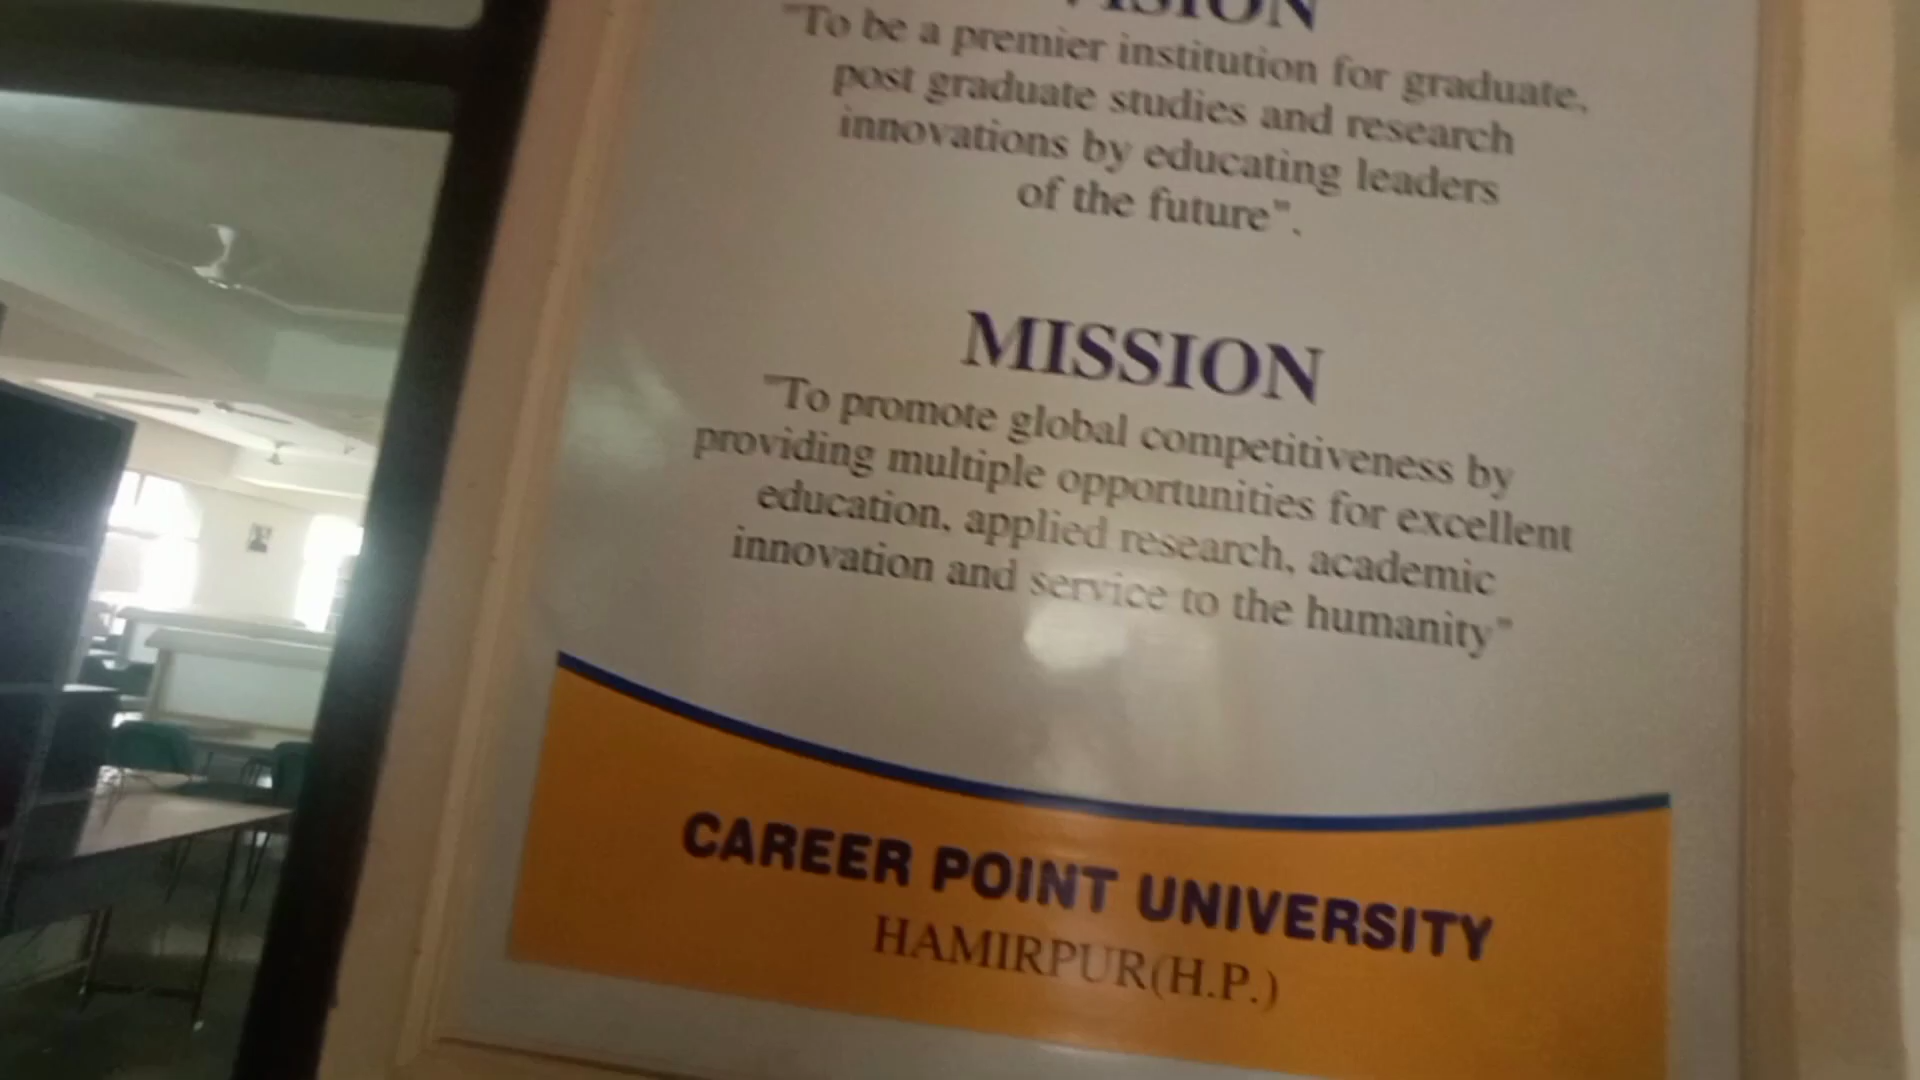 VISION
"To be a premier institution for graduate,
post graduate studies and research
innovations by educating leaders
of the future".
MISSION
"To promote global competitiveness by
providing multiple opportunities for excellent
education, applied research, academic
innovation and service to the humanity"
CAREER POINT UNIVERSITY
HAMIRPUR(H.P.)